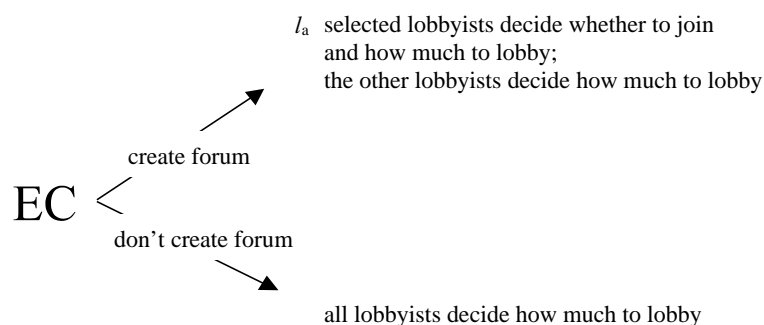 lₐ selected lobbyists decide whether to join
and how much to lobby;
the other lobbyists decide how much to lobby
create forum
EC
don't create forum
all lobbyists decide how much to lobby